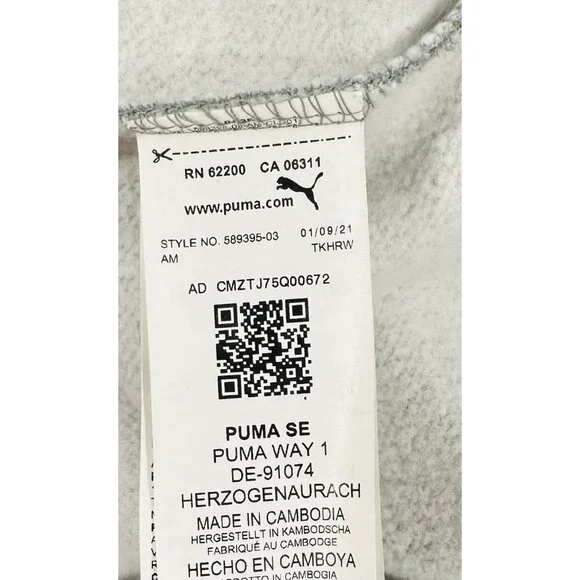 RN 62200 CA 06311
www.puma.com
STYLE NO. 589395-03 01/09/21
AM TKHRW
AD CMZTJ75Q00672
PUMA SE
PUMA WAY 1
DE-91074
HERZOGENAURACH
MADE IN CAMBODIA
HERGESTELLT IN KAMBODSCHA
FABRIQUÉ AU CAMBODGE
HECHO EN CAMBOYA
IN CAMBOGIA